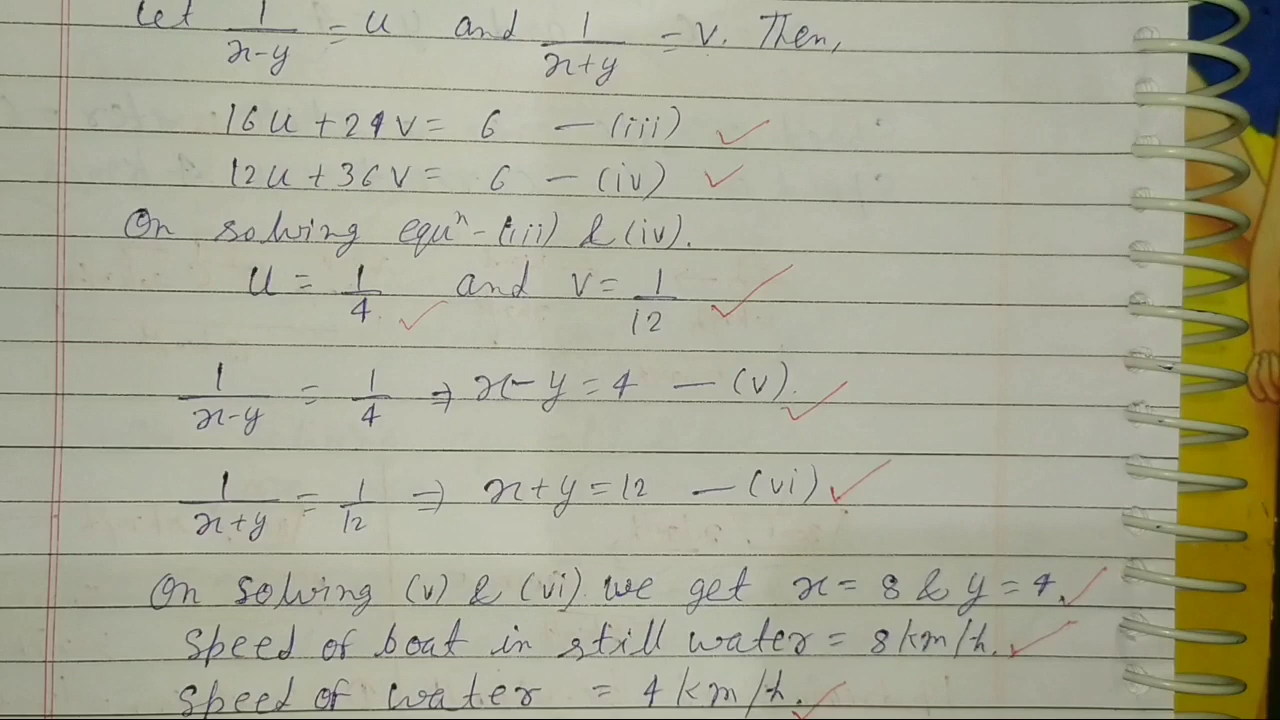 Let 1/(x-y) = u and 1/(x+y) = v. Then,
16u + 24v = 6 — (iii)
12u + 36v = 6 — (iv)
On solving equⁿ - (iii) & (iv).
u = 1/4 and v = 1/12
1/(x-y) = 1/4 ⇒ x - y = 4 — (v).
1/(x+y) = 1/12 ⇒ x + y = 12 — (vi)
On solving (v) & (vi) we get x = 8 & y = 4.
Speed of boat in still water = 8 km/h.
Speed of water = 4 km/h.